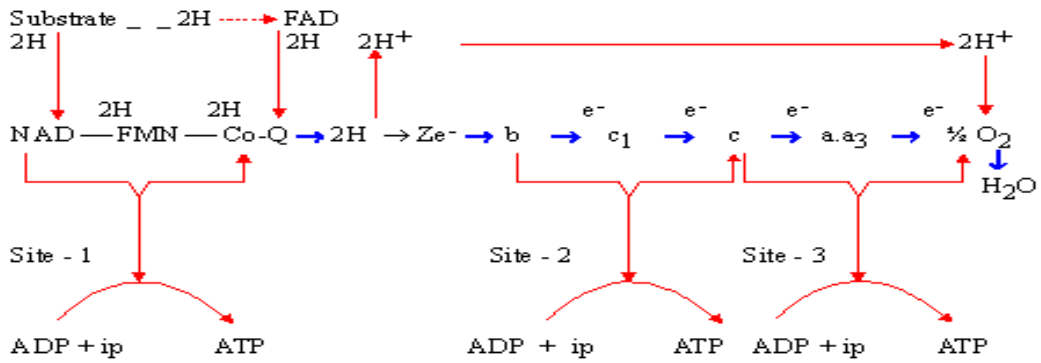 Substrate _ _ 2H FAD
2H 2H 2H+ 2H+
2H 2H e- e- e- e-
NAD FMN Co-Q 2H Ze- b c1 c a.a3 ½ O2
H2O
Site - 1 Site - 2 Site - 3
ADP + ip ATP ADP + ip ATP ADP + ip ATP